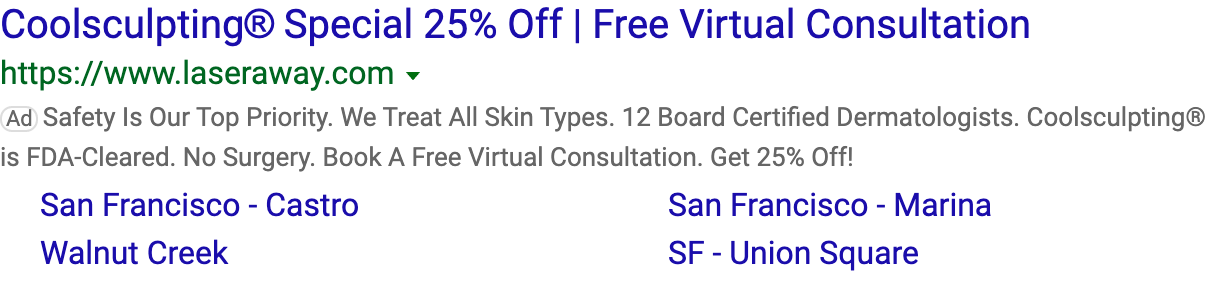 Coolsculpting® Special 25% Off | Free Virtual Consultation
https://www.laseraway.com
Ad Safety Is Our Top Priority. We Treat All Skin Types. 12 Board Certified Dermatologists. Coolsculpting®
is FDA-Cleared. No Surgery. Book A Free Virtual Consultation. Get 25% Off!
San Francisco - Castro San Francisco - Marina
Walnut Creek SF - Union Square